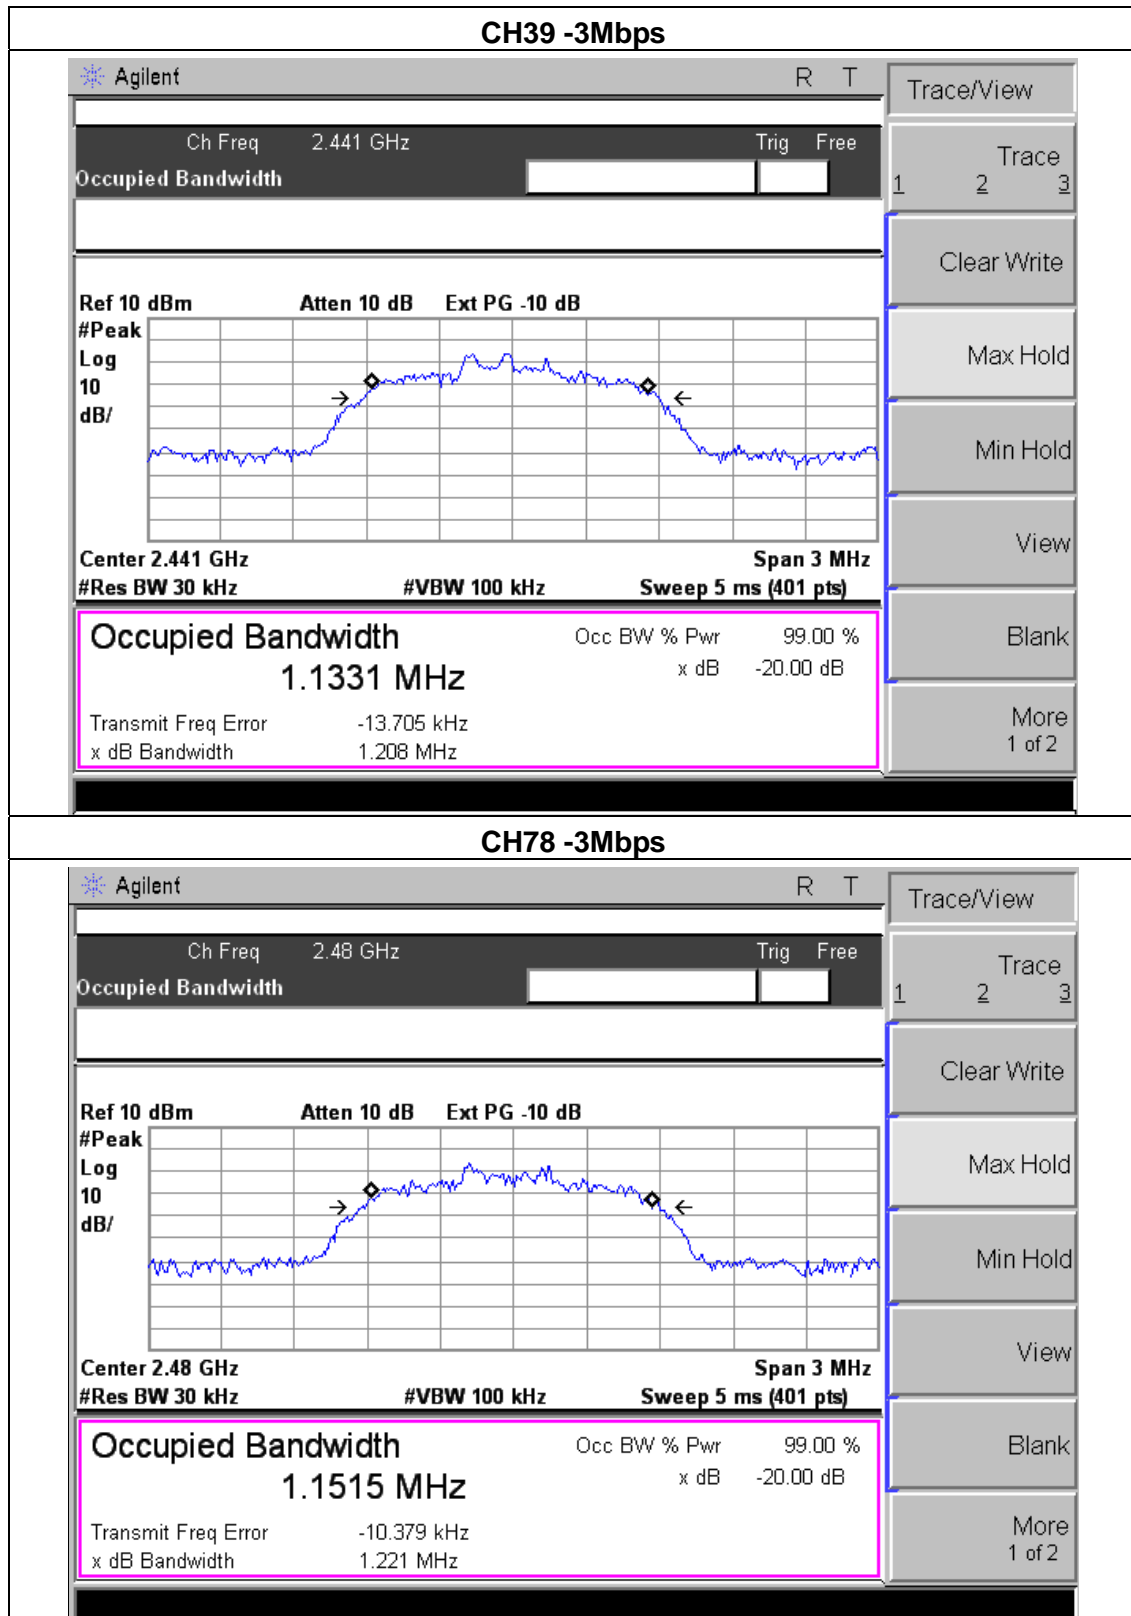 CH39 -3Mbps
Agilent R T
Trace/View
Ch Freq 2.441 GHz Trig Free
Occupied Bandwidth
Trace
1 2 3
Clear Write
Ref 10 dBm Atten 10 dB Ext PG -10 dB
#Peak
Log
10
dB/
Max Hold
Min Hold
View
Center 2.441 GHz Span 3 MHz
#Res BW 30 kHz #VBW 100 kHz Sweep 5 ms (401 pts)
Occupied Bandwidth Occ BW % Pwr 99.00 %
1.1331 MHz x dB -20.00 dB
Blank
Transmit Freq Error -13.705 kHz
x dB Bandwidth 1.208 MHz
More
1 of 2
CH78 -3Mbps
Agilent R T
Trace/View
Ch Freq 2.48 GHz Trig Free
Occupied Bandwidth
Trace
1 2 3
Clear Write
Ref 10 dBm Atten 10 dB Ext PG -10 dB
#Peak
Log
10
dB/
Max Hold
Min Hold
View
Center 2.48 GHz Span 3 MHz
#Res BW 30 kHz #VBW 100 kHz Sweep 5 ms (401 pts)
Occupied Bandwidth Occ BW % Pwr 99.00 %
1.1515 MHz x dB -20.00 dB
Blank
Transmit Freq Error -10.379 kHz
x dB Bandwidth 1.221 MHz
More
1 of 2